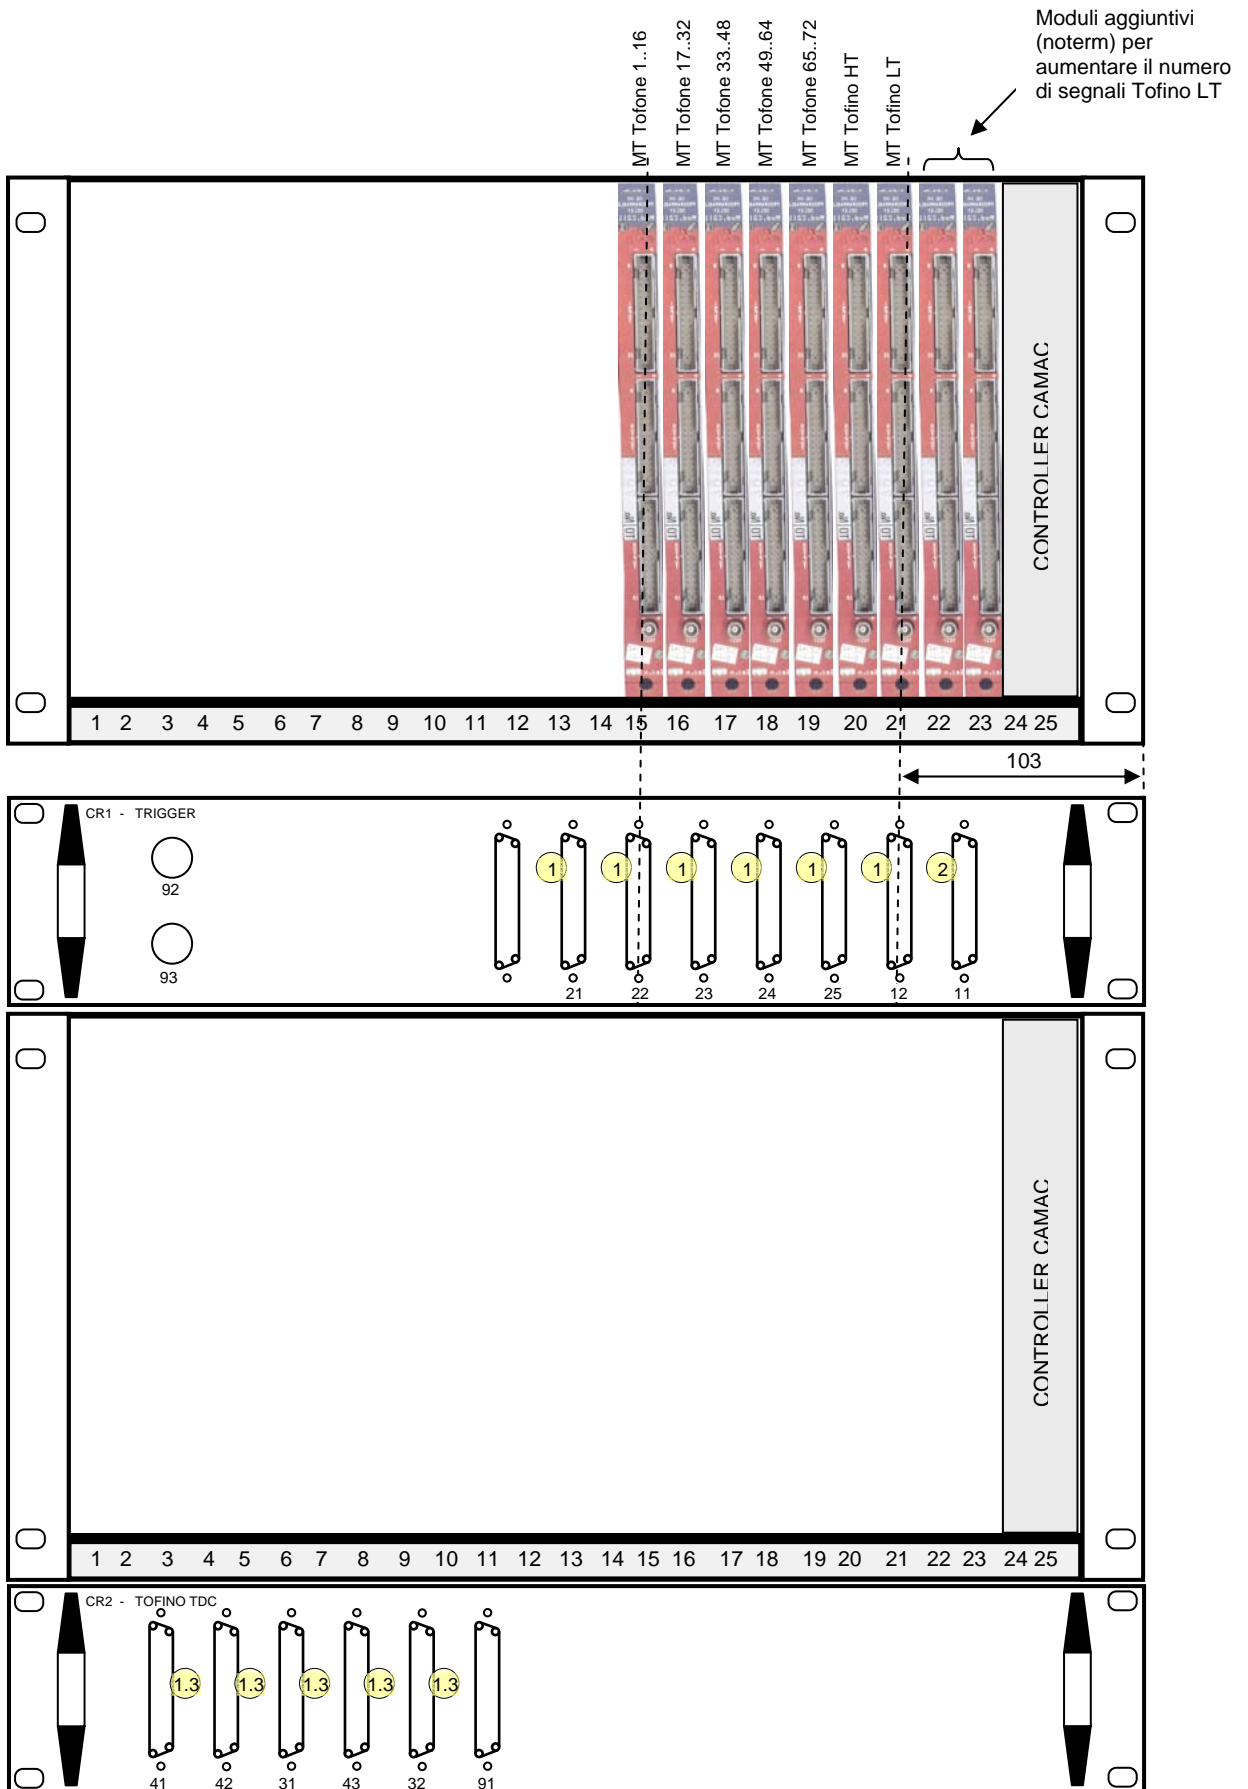 Moduli aggiuntivi
(noterm) per
aumentare il numero
di segnali Tofino LT
MT Tofone 1..16
MT Tofone 17..32
MT Tofone 33..48
MT Tofone 49..64
MT Tofone 65..72
MT Tofino HT
MT Tofino LT
CONTROLLER CAMAC
1 2 3 4 5 6 7 8 9 10 11 12 13 14 15 16 17 18 19 20 21 22 23 24 25
103
CR1 - TRIGGER
92
93
1 1 1 1 1 1 2
21 22 23 24 25 12 11
CONTROLLER CAMAC
1 2 3 4 5 6 7 8 9 10 11 12 13 14 15 16 17 18 19 20 21 22 23 24 25
CR2 - TOFINO TDC
1.3 1.3 1.3 1.3 1.3
41 42 31 43 32 91